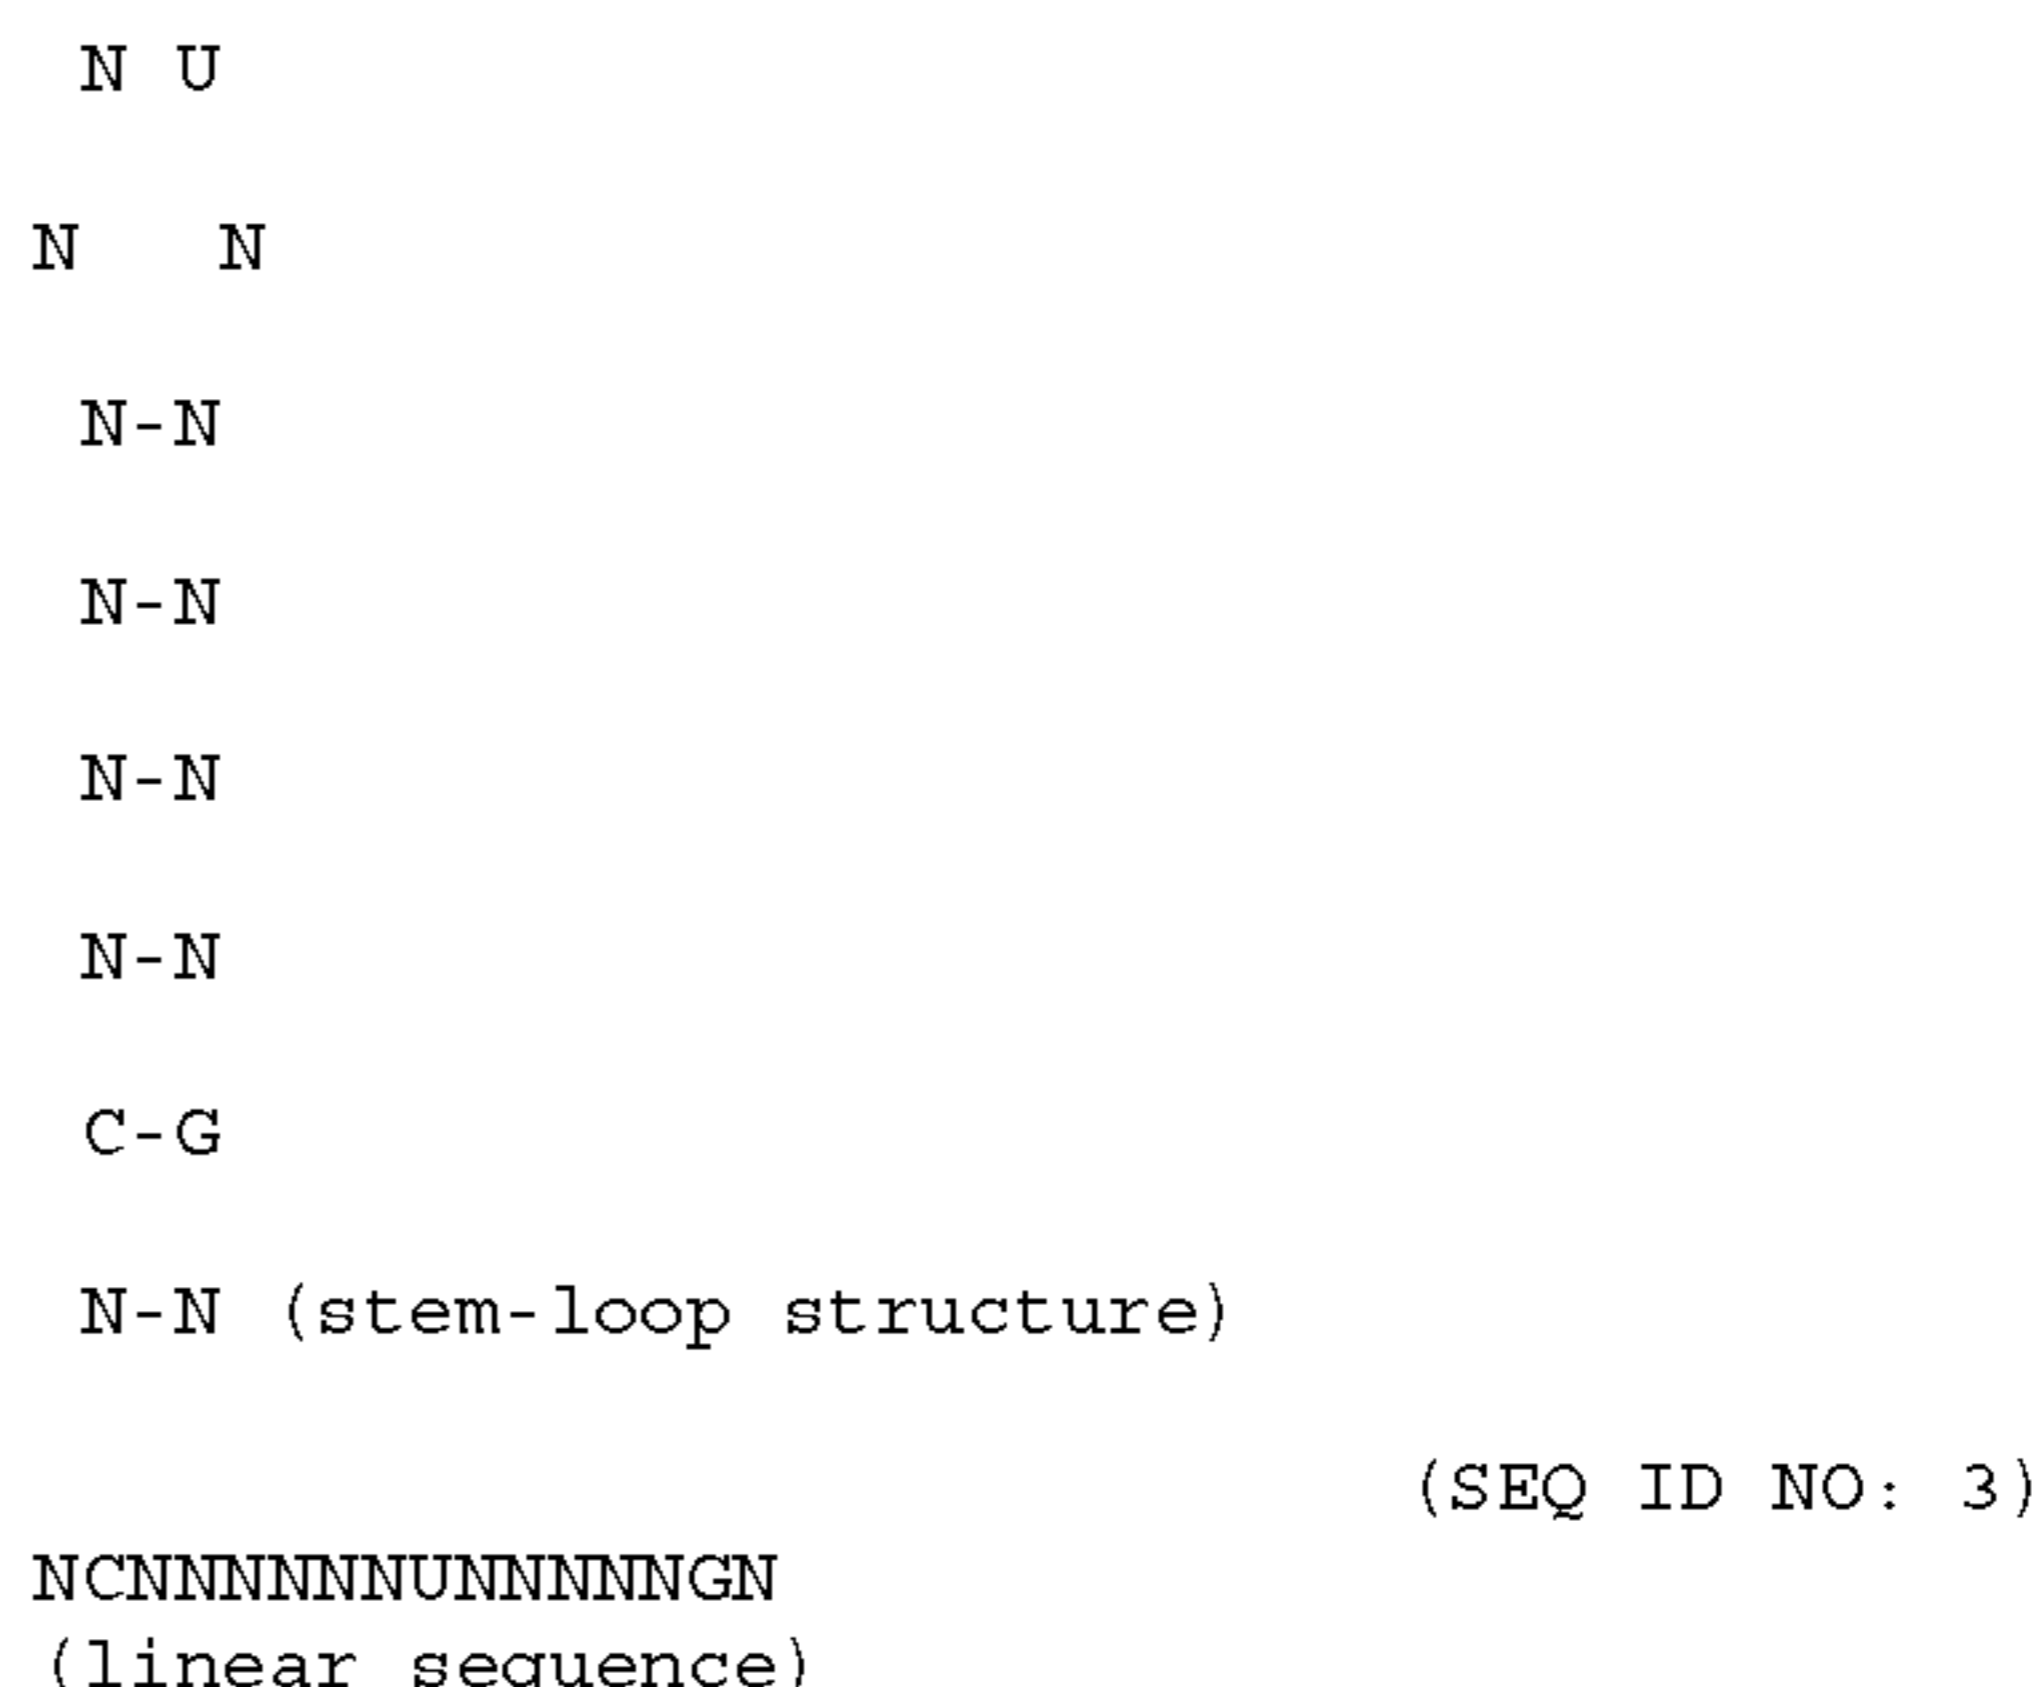 N U
N N
N-N
N-N
N-N
N-N
C-G
N-N (stem-loop structure)
(SEQ ID NO: 3)
NCNNNNNNUNNNNNGN
(linear sequence)